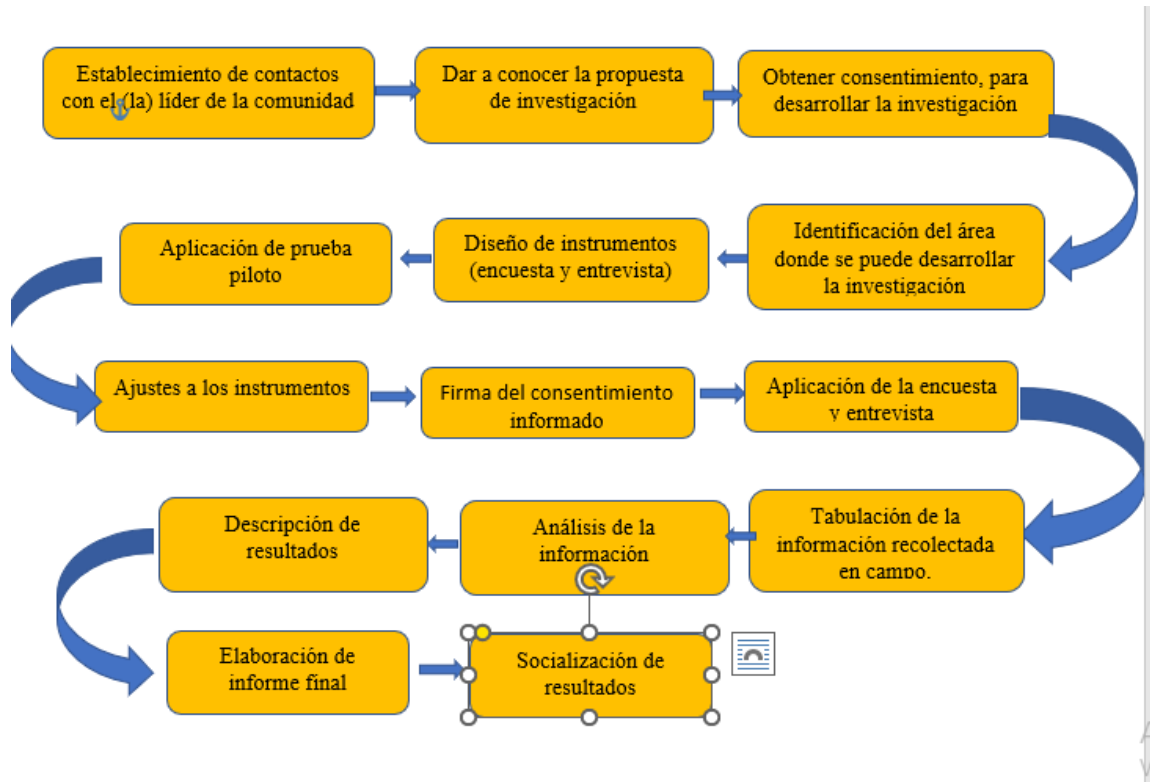 Establecimiento de contactos
con el (la) líder de la comunidad
Dar a conocer la propuesta
de investigación
Obtener consentimiento, para
desarrollar la investigación
Identificación del área
donde se puede desarrollar
la investigación
Diseño de instrumentos
(encuesta y entrevista)
Aplicación de prueba
piloto
Ajustes a los instrumentos
Firma del consentimiento
informado
Aplicación de la encuesta
y entrevista
Tabulación de la
información recolectada
en campo.
Análisis de la
información
Descripción de
resultados
Elaboración de
informe final
Socialización de
resultados